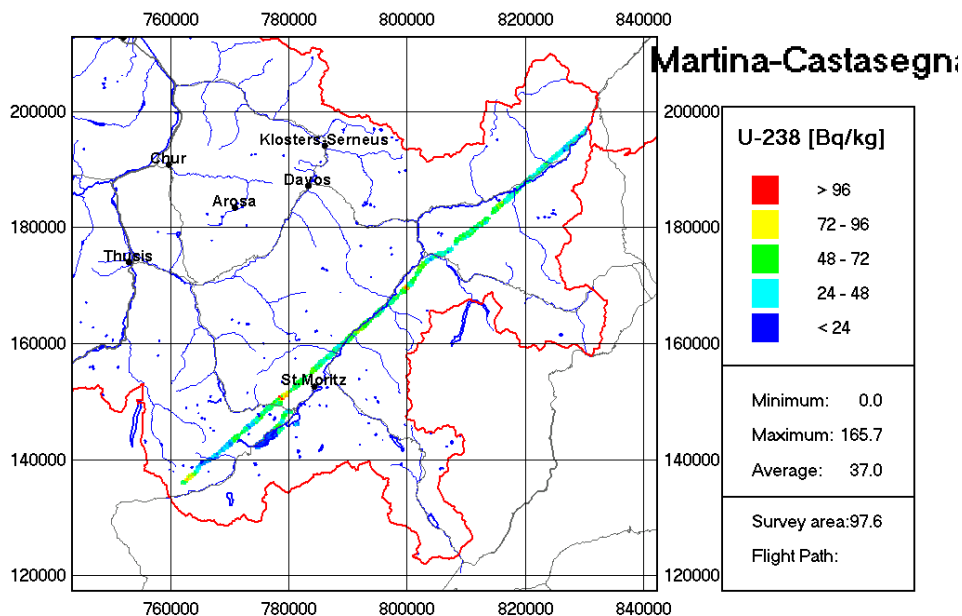 760000 780000 800000 820000 840000
Martina-Castasegna
200000 200000
Klosters-Serneus
Chur
Davos
Arosa
180000 180000
Thusis
160000 160000
St.Moritz
140000 140000
120000 120000
760000 780000 800000 820000 840000
U-238 [Bq/kg]
> 96
72 - 96
48 - 72
24 - 48
< 24
Minimum: 0.0
Maximum: 165.7
Average: 37.0
Survey area:97.6
Flight Path: